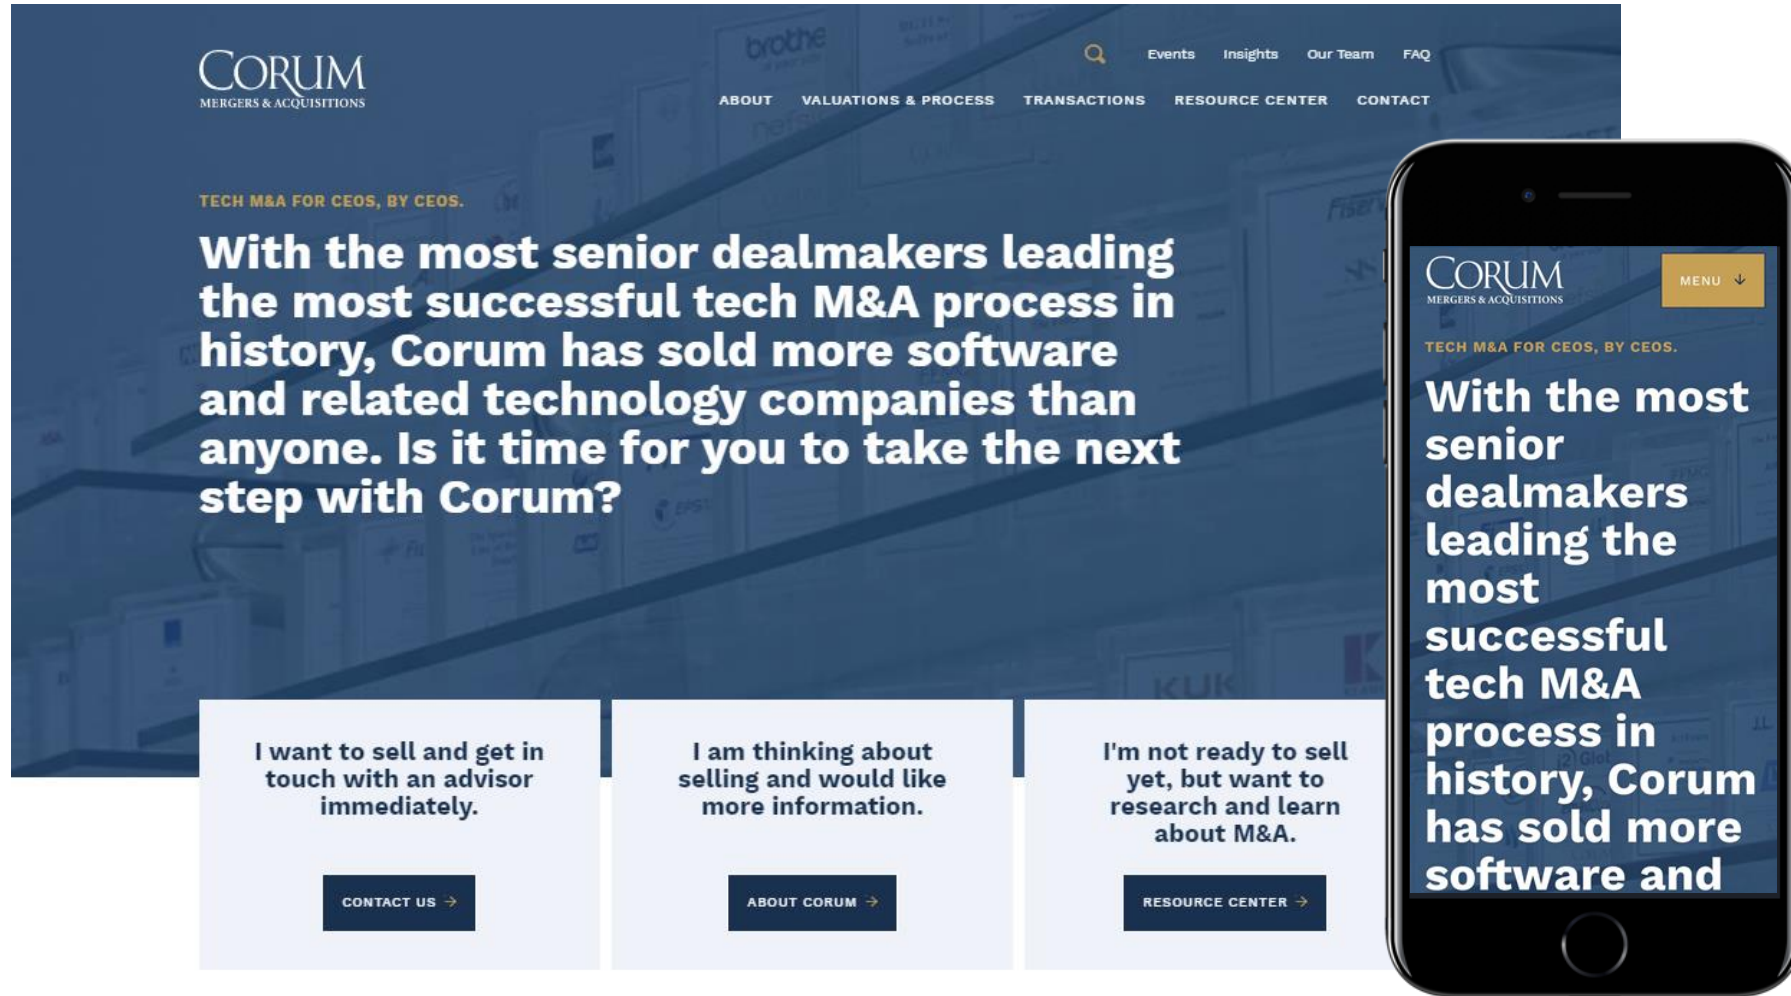 CORUM
MERGERS & ACQUISITIONS
Events Insights Our Team FAQ
ABOUT VALUATIONS & PROCESS TRANSACTIONS RESOURCE CENTER CONTACT
TECH M&A FOR CEOS, BY CEOS.
With the most senior dealmakers leading
the most successful tech M&A process in
history, Corum has sold more software
and related technology companies than
anyone. Is it time for you to take the next
step with Corum?
brothe
Fiserv
EPS
KUK
I want to sell and get in
touch with an advisor
immediately.
CONTACT US →
I am thinking about
selling and would like
more information.
ABOUT CORUM →
I'm not ready to sell
yet, but want to
research and learn
about M&A.
RESOURCE CENTER →
CORUM
MERGERS & ACQUISITIONS
MENU ↓
TECH M&A FOR CEOS, BY CEOS.
With the most
senior
dealmakers
leading the
most
successful
tech M&A
process in
history, Corum
has sold more
software and